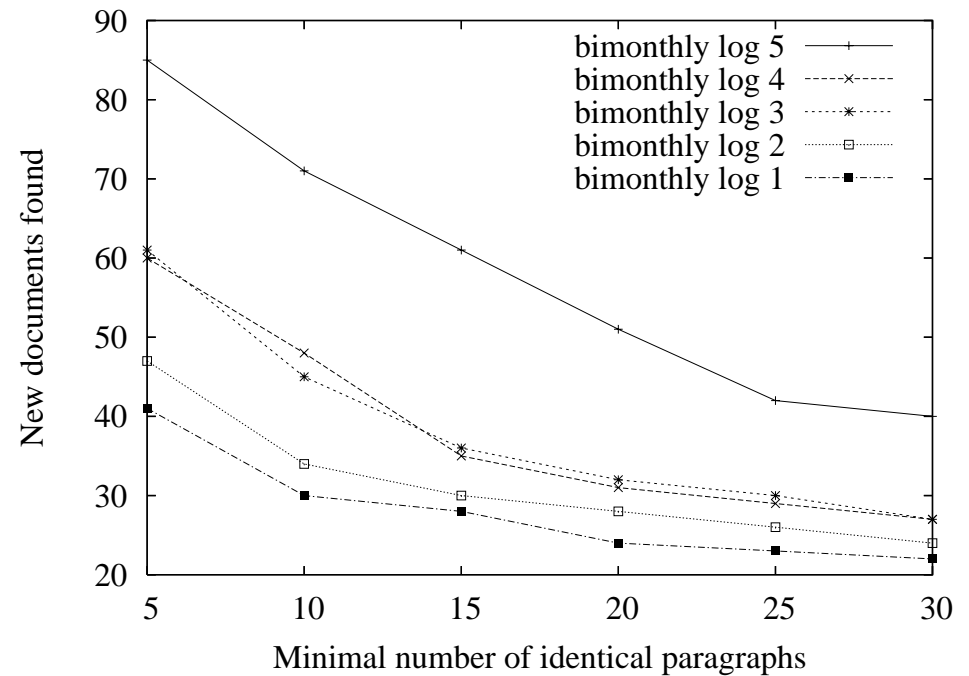 90
80
70
60
50
40
30
20
5
10
15
20
25
30
New documents found
Minimal number of identical paragraphs
bimonthly log 5
bimonthly log 4
bimonthly log 3
bimonthly log 2
bimonthly log 1